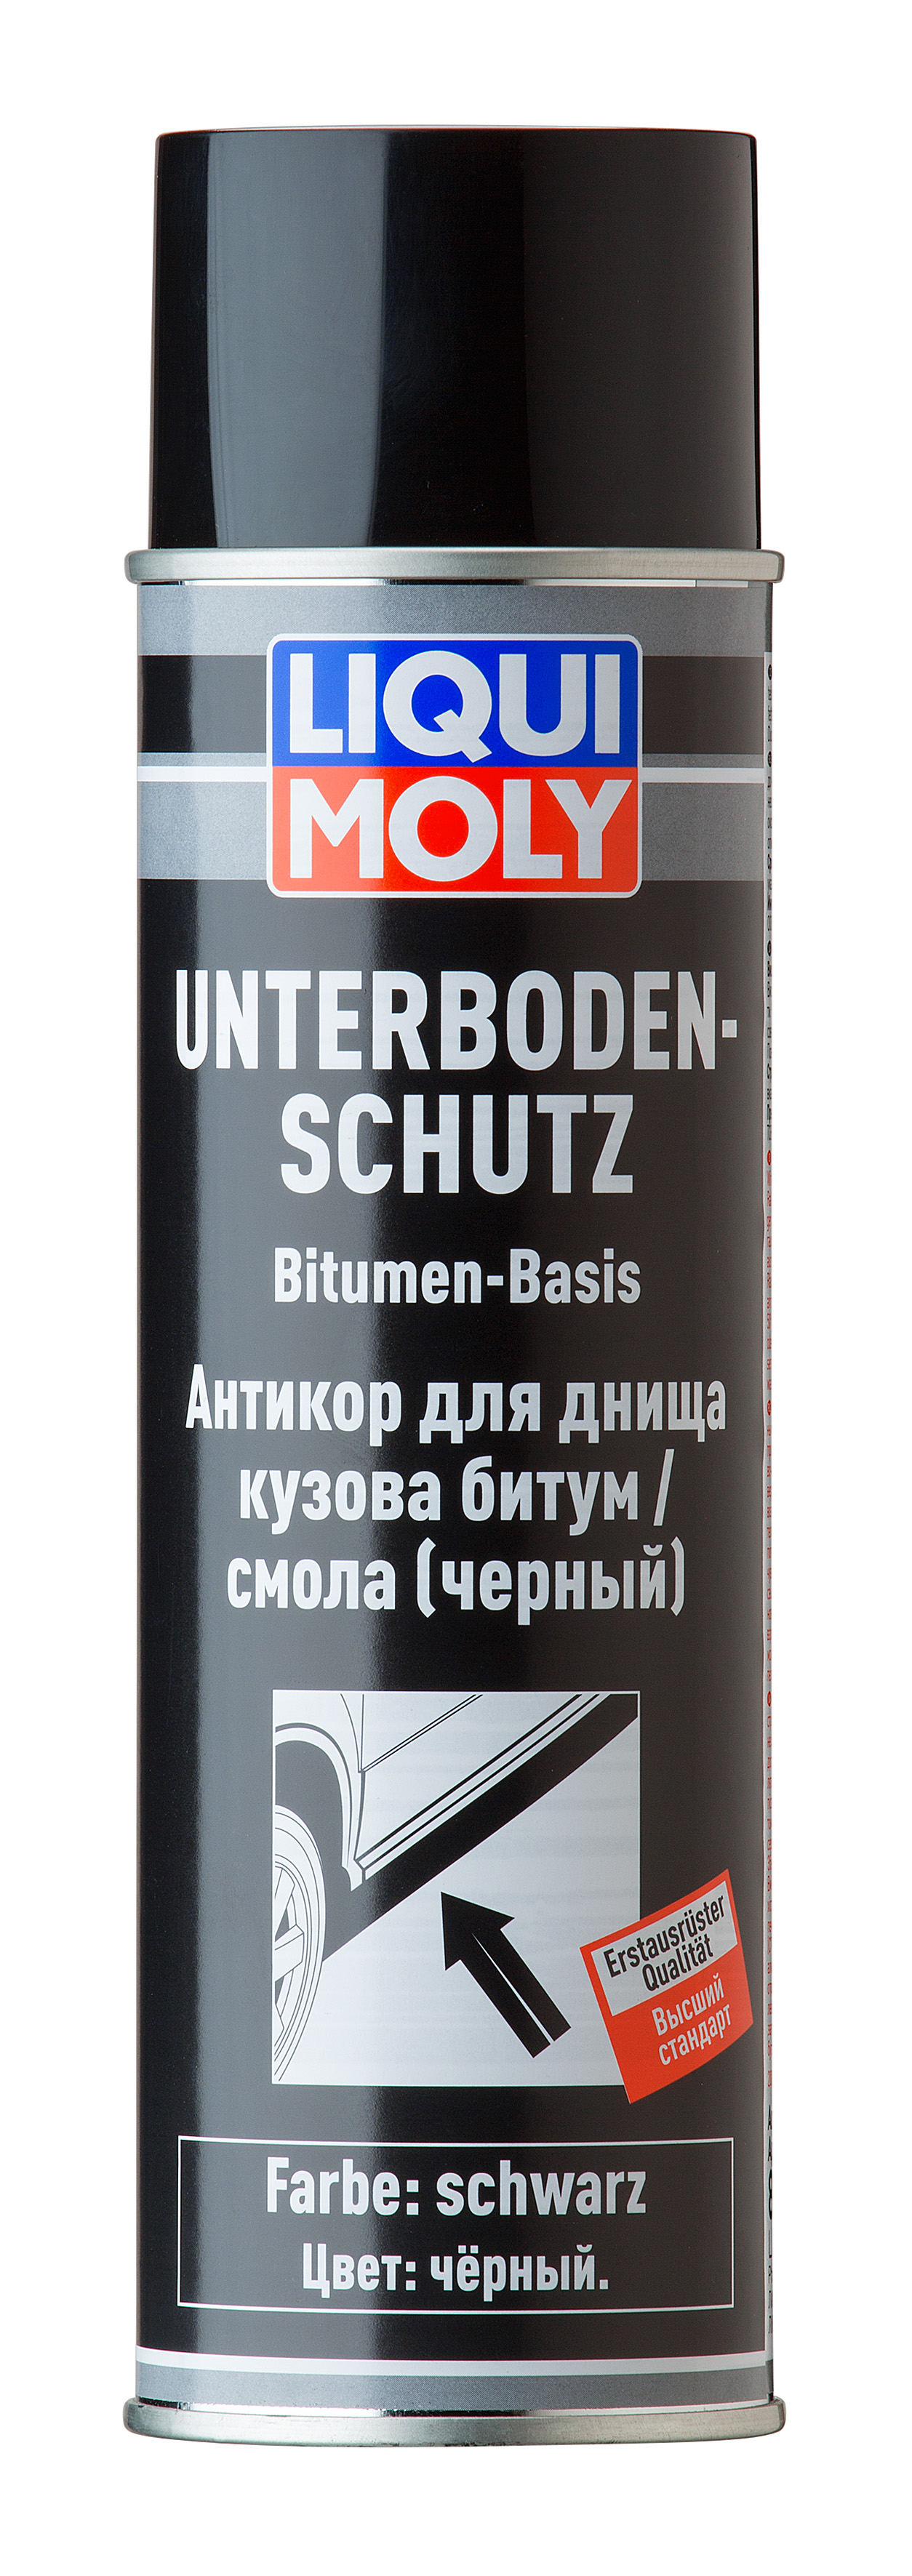 LIQUI
MOLY
UNTERBODEN-
SCHUTZ
Bitumen-Basis
Антикор для днища
кузова битум /
смола (черный)
Erstausrüster
Qualität
Высший
стандарт
Farbe: schwarz
Цвет: чёрный.